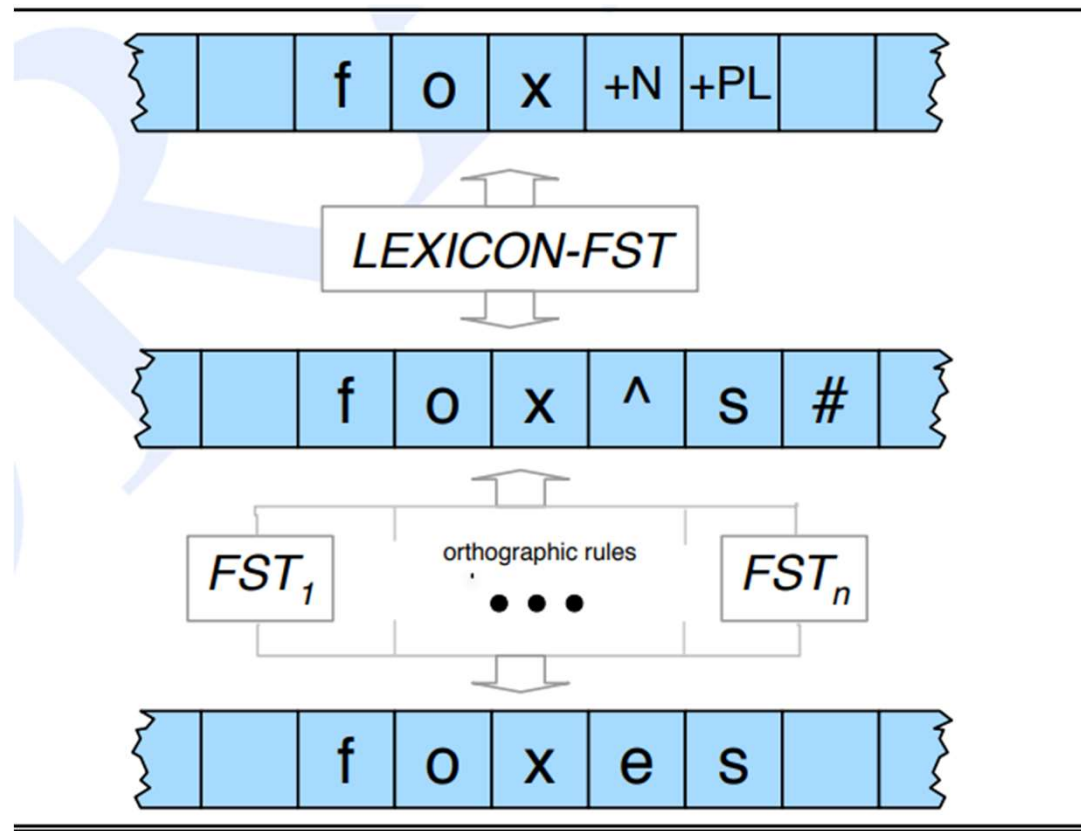 f o x +N +PL
LEXICON-FST
f o x ^ s #
orthographic rules
FST1 ● ● ● FSTn
f o x e s